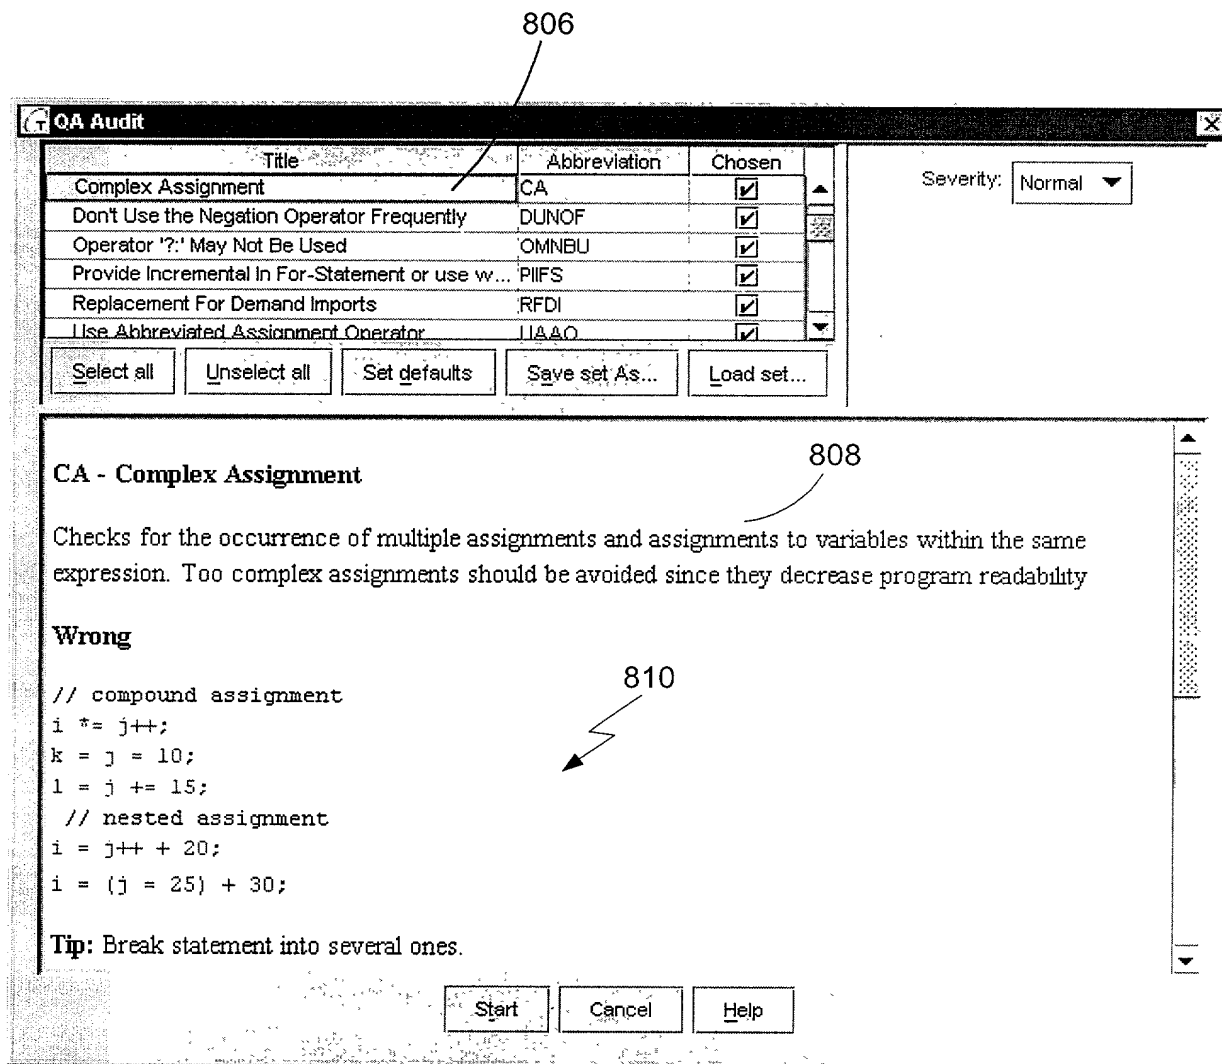 806
QA Audit
Title Abbreviation Chosen
Complex Assignment CA
Don't Use the Negation Operator Frequently DUNOF
Operator '?:' May Not Be Used OMNBU
Provide Incremental In For-Statement or use w... PIIFS
Replacement For Demand Imports RFDI
Use Abbreviated Assignment Operator UAAO
Severity: Normal
Select all Unselect all Set defaults Save set As... Load set...
808
CA - Complex Assignment
Checks for the occurrence of multiple assignments and assignments to variables within the same
expression. Too complex assignments should be avoided since they decrease program readability
Wrong
810
// compound assignment
i *= j++;
k = j = 10;
l = j += 15;
// nested assignment
i = j++ + 20;
i = (j = 25) + 30;
Tip: Break statement into several ones.
Start Cancel Help